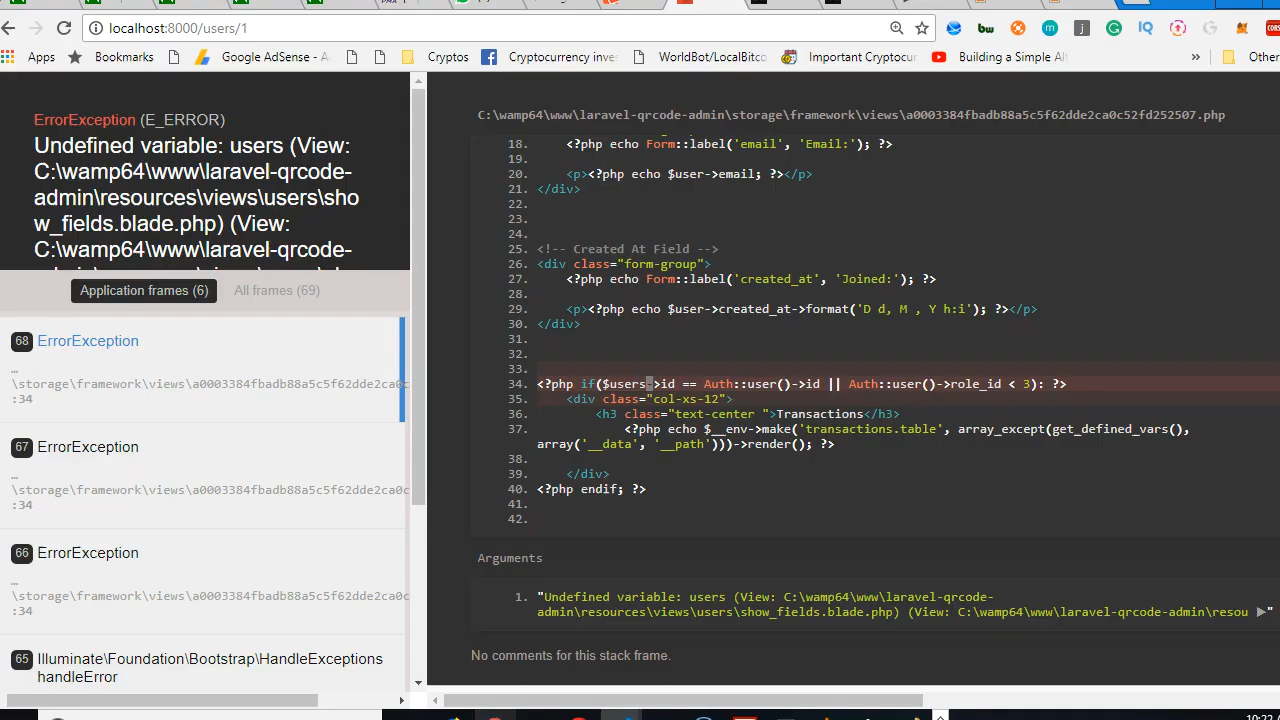 localhost:8000/users/1
bw
m
j
IQ
CORS
Apps
Bookmarks
Google AdSense - A
Cryptos
Cryptocurrency inve
WorldBot/LocalBitco
Important Cryptocur
Building a Simple Al
»
Other
ErrorException (E_ERROR)
Undefined variable: users (View:
C:\wamp64\www\laravel-qrcode-
admin\resources\views\users\sho
w_fields.blade.php) (View:
C:\wamp64\www\laravel-qrcode-
Application frames (6)
All frames (69)
68 ErrorException
…
\storage\framework\views\a0003384fbadb88a5c5f62dde2ca0c
:34
67 ErrorException
…
\storage\framework\views\a0003384fbadb88a5c5f62dde2ca0c
:34
66 ErrorException
…
\storage\framework\views\a0003384fbadb88a5c5f62dde2ca0c
:34
65 Illuminate\Foundation\Bootstrap\HandleExceptions
handleError
C:\wamp64\www\laravel-qrcode-admin\storage\framework\views\a0003384fbadb88a5c5f62dde2ca0c52fd252507.php
18. <?php echo Form::label('email', 'Email:'); ?>
19.
20. <p><?php echo $user->email; ?></p>
21. </div>
22.
23.
24.
25. <!-- Created At Field -->
26. <div class="form-group">
27. <?php echo Form::label('created_at', 'Joined:'); ?>
28.
29. <p><?php echo $user->created_at->format('D d, M , Y h:i'); ?></p>
30. </div>
31.
32.
33.
34. <?php if($users->id == Auth::user()->id || Auth::user()->role_id < 3): ?>
35. <div class="col-xs-12">
36. <h3 class="text-center ">Transactions</h3>
37. <?php echo $__env->make('transactions.table', array_except(get_defined_vars(),
array('__data', '__path')))->render(); ?>
38.
39. </div>
40. <?php endif; ?>
41.
42.
Arguments
1. "Undefined variable: users (View: C:\wamp64\www\laravel-qrcode-
admin\resources\views\users\show_fields.blade.php) (View: C:\wamp64\www\laravel-qrcode-admin\resou ▶"
No comments for this stack frame.